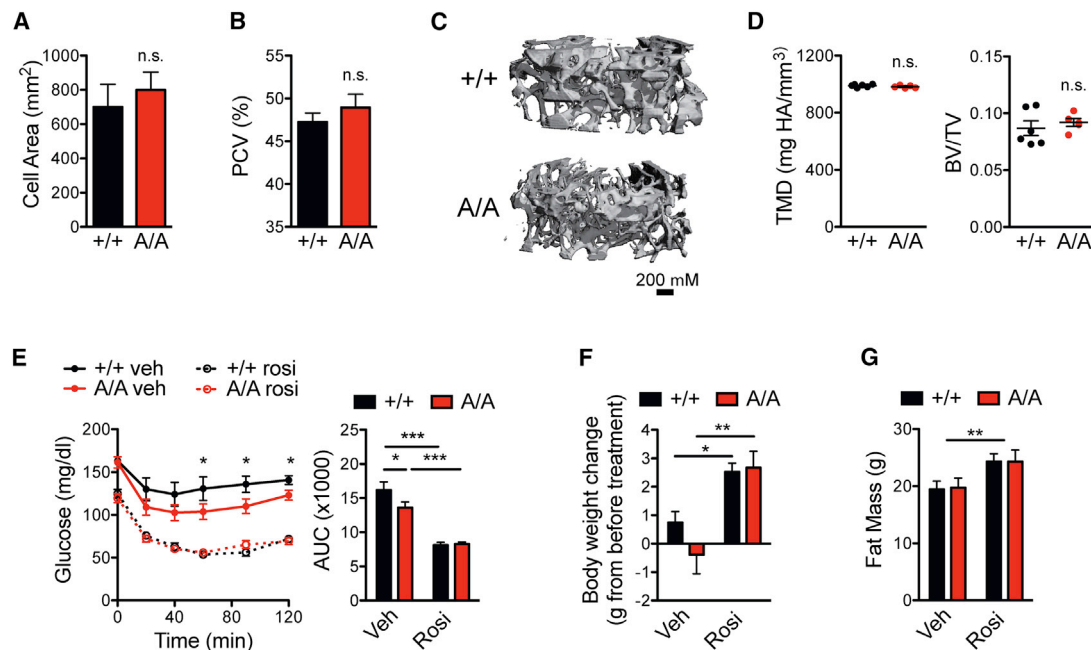 A
Cell Area (mm²)
1000
800
600
400
200
0
n.s.
+/+ A/A
B
PCV (%)
55
50
45
40
35
n.s.
+/+ A/A
C
+/+
A/A
200 mM
D
TMD (mg HA/mm³)
1200
900
600
300
0
n.s.
+/+ A/A
BV/TV
0.15
0.10
0.05
0.00
n.s.
+/+ A/A
E
+/+ veh
+/+ rosi
A/A veh
A/A rosi
Glucose (mg/dl)
200
150
100
50
0
* * *
0 40 80 120
Time (min)
+/+ A/A
AUC (x1000)
25
20
15
10
5
0
***
* ***
Veh Rosi
F
+/+ A/A
Body weight change
(g from before treatment)
4
3
2
1
0
-1
-2
**
*
Veh Rosi
G
+/+ A/A
Fat Mass (g)
40
30
20
10
0
**
Veh Rosi